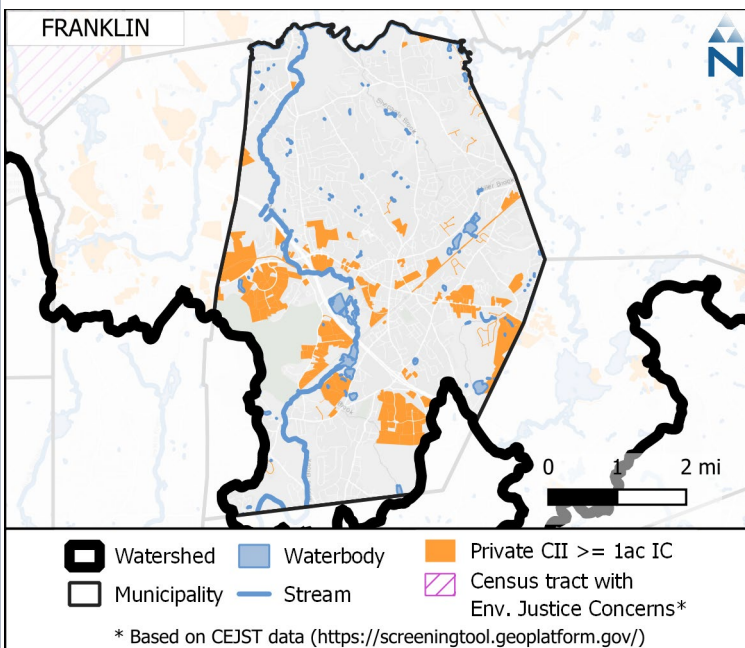 FRANKLIN
N
0 1 2 mi
Watershed
Waterbody
Private CII >= 1ac IC
Municipality
Stream
Census tract with
Env. Justice Concerns*
* Based on CEJST data (https://screeningtool.geoplatform.gov/)